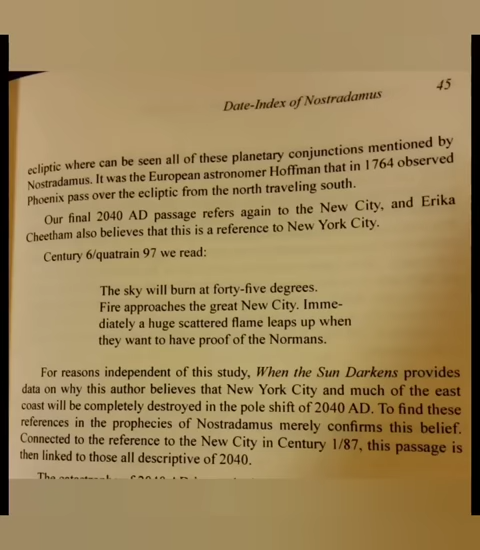 45
Date-Index of Nostradamus
ecliptic where can be seen all of these planetary conjunctions mentioned by
Nostradamus. It was the European astronomer Hoffman that in 1764 observed
Phoenix pass over the ecliptic from the north traveling south.
Our final 2040 AD passage refers again to the New City, and Erika
Cheetham also believes that this is a reference to New York City.
Century 6/quatrain 97 we read:
The sky will burn at forty-five degrees.
Fire approaches the great New City. Imme-
diately a huge scattered flame leaps up when
they want to have proof of the Normans.
For reasons independent of this study, When the Sun Darkens provides
data on why this author believes that New York City and much of the east
coast will be completely destroyed in the pole shift of 2040 AD. To find these
references in the prophecies of Nostradamus merely confirms this belief.
Connected to the reference to the New City in Century 1/87, this passage is
then linked to those all descriptive of 2040.